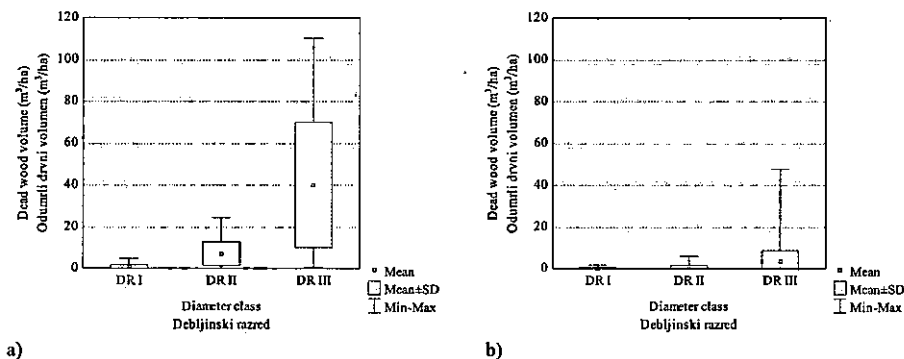 Dead wood volume (m³/ha)
Odumrli drvni volumen (m³/ha)
120
100
80
60
40
20
0
DR I
DR II
DR III
Diameter class
Debljinski razred
Mean
Mean±SD
Min-Max
a)
Dead wood volume (m³/ha)
Odumrli drvni volumen (m³/ha)
120
100
80
60
40
20
0
DR I
DR II
DR III
Diameter class
Debljinski razred
Mean
Mean±SD
Min-Max
b)